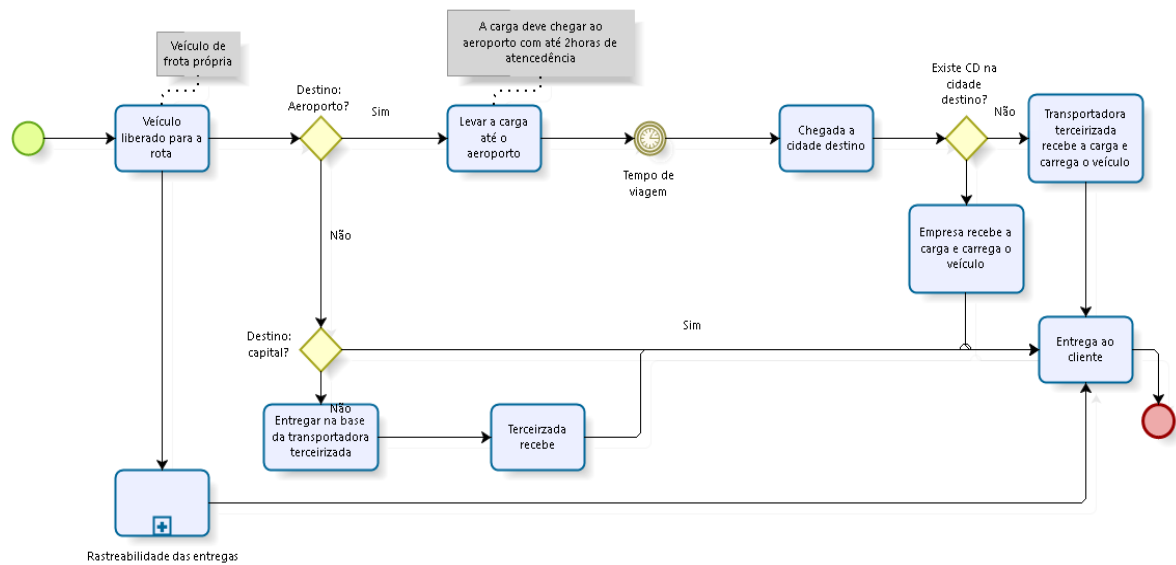 Veículo de
frota própria
A carga deve chegar ao
aeroporto com até 2horas de
atencedência
Destino:
Aeroporto?
Sim
Existe CD na
cidade
destino?
Não
Veículo
liberado para a
rota
Levar a carga
até o
aeroporto
Tempo de
viagem
Chegada a
cidade destino
Transportadora
terceirizada
recebe a carga e
carrega o veículo
Não
Empresa recebe a
carga e carrega o
veículo
Destino:
capital?
Sim
Entrega ao
cliente
Não
Entregar na base
da transportadora
terceirizada
Terceirzada
recebe
Rastreabilidade das entregas